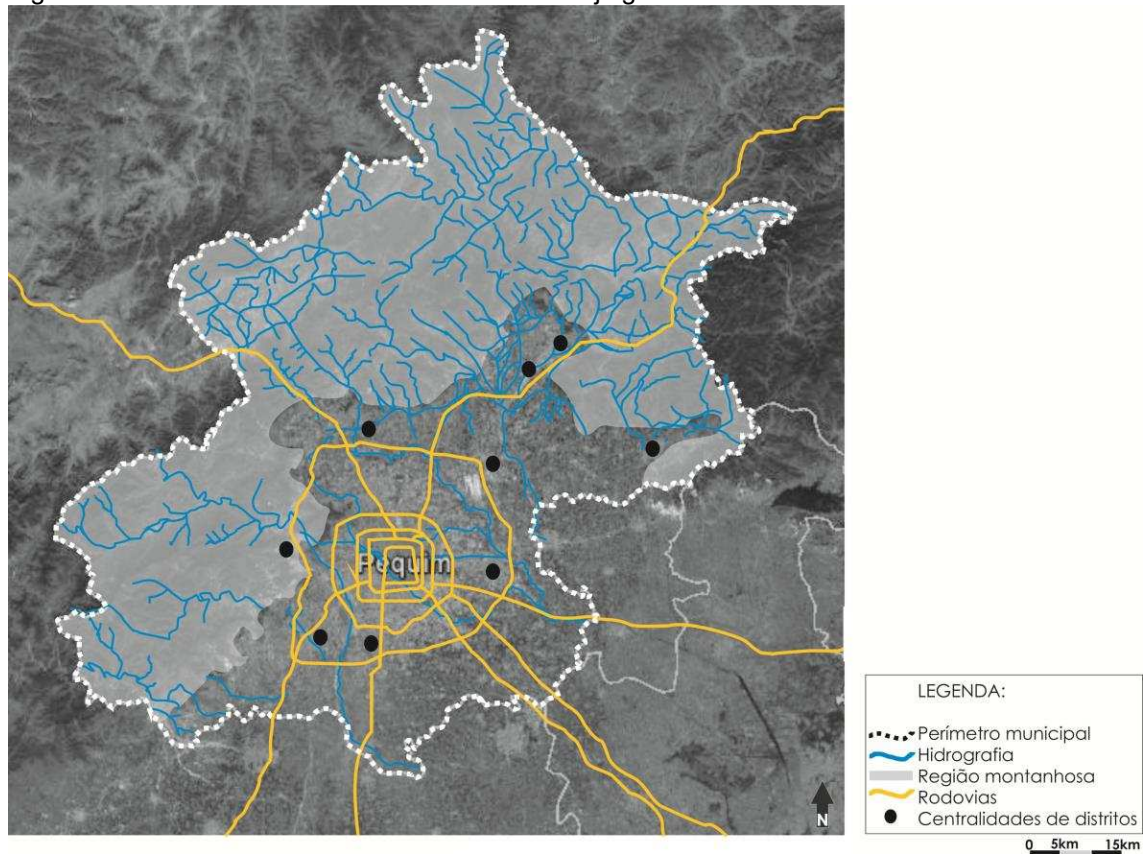 Pequim
N
LEGENDA:
Perímetro municipal
Hidrografia
Região montanhosa
Rodovias
Centralidades de distritos
0 5km 15km